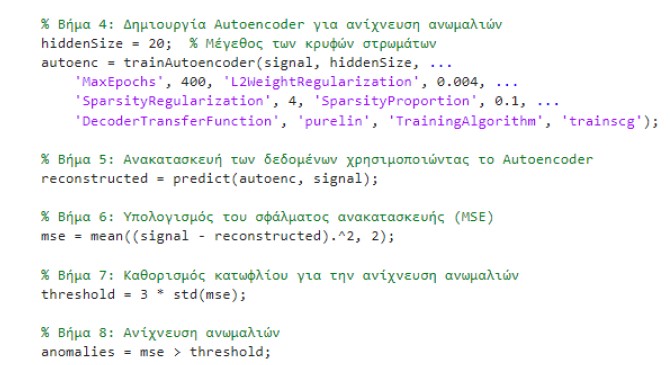 % Βήμα 4: Δημιουργία Autoencoder για ανίχνευση ανωμαλιών
hiddenSize = 20;  % Μέγεθος των κρυφών στρωμάτων
autoenc = trainAutoencoder(signal, hiddenSize, ...
    'MaxEpochs', 400, 'L2WeightRegularization', 0.004, ...
    'SparsityRegularization', 4, 'SparsityProportion', 0.1, ...
    'DecoderTransferFunction', 'purelin', 'TrainingAlgorithm', 'trainscg');
% Βήμα 5: Ανακατασκευή των δεδομένων χρησιμοποιώντας το Autoencoder
reconstructed = predict(autoenc, signal);
% Βήμα 6: Υπολογισμός του σφάλματος ανακατασκευής (MSE)
mse = mean((signal - reconstructed).^2, 2);
% Βήμα 7: Καθορισμός κατωφλίου για την ανίχνευση ανωμαλιών
threshold = 3 * std(mse);
% Βήμα 8: Ανίχνευση ανωμαλιών
anomalies = mse > threshold;